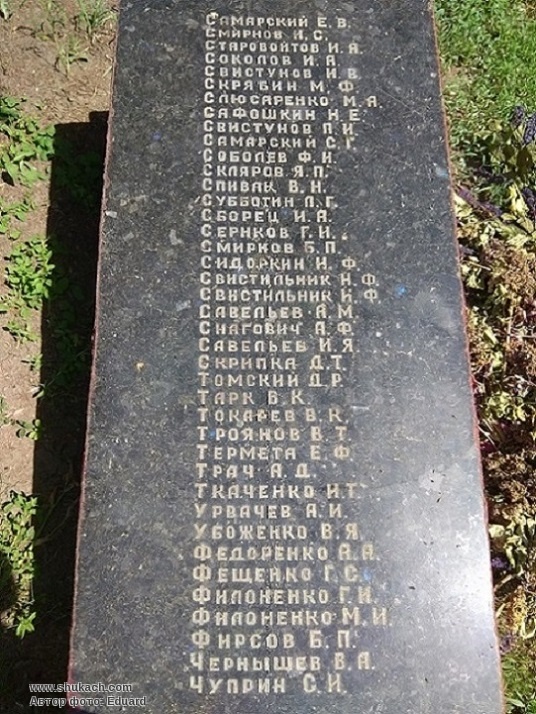 САМАРСКИЙ Е.В.
СМИРНОВ И.С.
СТАРОВОЙТОВ И.Я.
СОКОЛОВ И.А.
СВИСТУНОВ И.В.
СКРЯБИН М.Ф.
СЛЮСАРЕНКО М.А.
САФОШКИН Н.Е.
СВИСТУНОВ П.И.
САМАРСКИЙ С.Г.
СОБОЛЕВ Ф.И.
СКЛЯРОВ Я.П.
СПИВАК В.Н.
СУББОТИН Л.Г.
СБОРЕЦ И.А.
СЕРИКОВ Г.И.
СМИРНОВ Б.П.
СИДОРКИН И.Ф.
СВИСТИЛЬНИК Н.Ф.
СВИСТИЛЬНИК И.Ф.
САВЕЛЬЕВ А.М.
СНАГОВИЧ А.Ф.
САВЕЛЬЕВ И.Я.
СКРИПКА Д.Т.
ТОМСКИЙ Д.Р.
ТАРК В.К.
ТОКАРЕВ В.К.
ТРОЯНОВ В.Т.
ТЕРМЕТА Е.Ф.
ТРАЧ А.Д.
ТКАЧЕНКО И.Т.
УРВАЧЕВ А.И.
УБОЖЕНКО В.Я.
ФЕДОРЕНКО А.А.
ФЕЩЕНКО Г.С.
ФИЛОНЕНКО Г.И.
ФИЛОНЕНКО М.И.
ФИРСОВ Б.П.
ЧЕРНЫШЕВ В.А.
ЧУПРИН С.И.
www.shukach.com
Автор фото: Eduard